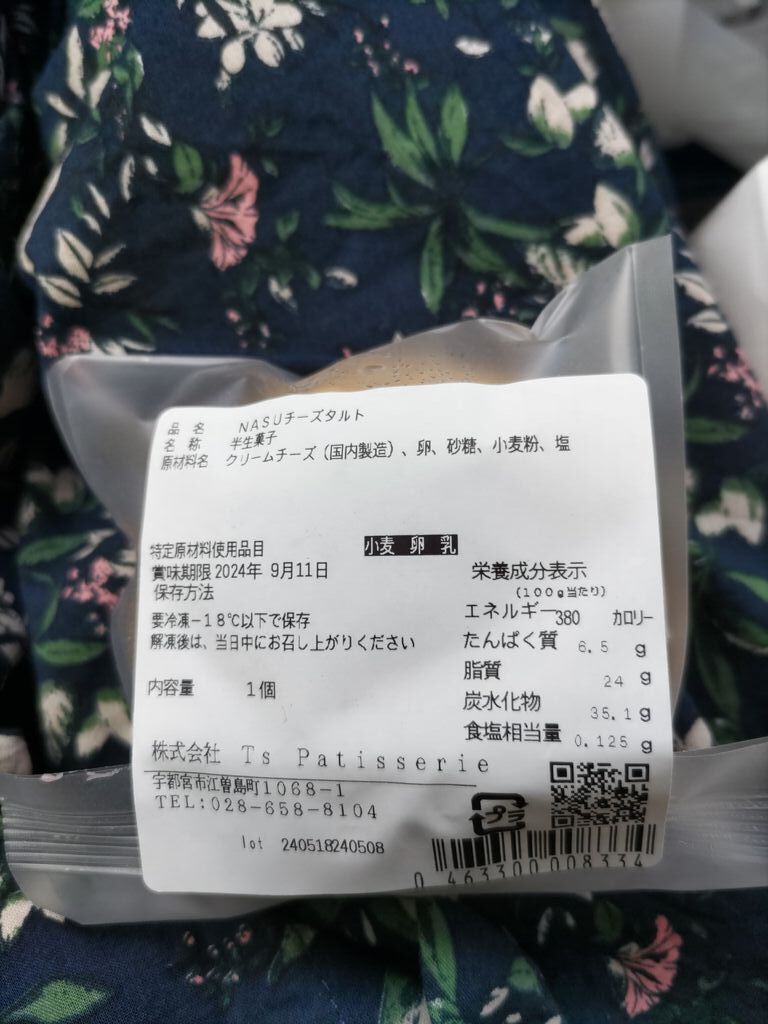 品名 NASUチーズタルト
名称 半生菓子
原材料名 クリームチーズ（国内製造）、卵、砂糖、小麦粉、塩
特定原材料使用品目 小麦 卵 乳
賞味期限 2024年 9月11日
保存方法
要冷凍－18℃以下で保存
解凍後は、当日中にお召し上がりください
内容量 1個
栄養成分表示
（100g当たり）
エネルギー 380 カロリー
たんぱく質 6.5 g
脂質 24 g
炭水化物 35.1 g
食塩相当量 0.125 g
株式会社 Ts Patisserie
宇都宮市江曽島町1068-1
TEL:028-658-8104
プラ
lot 240518240508
0 463300 008334